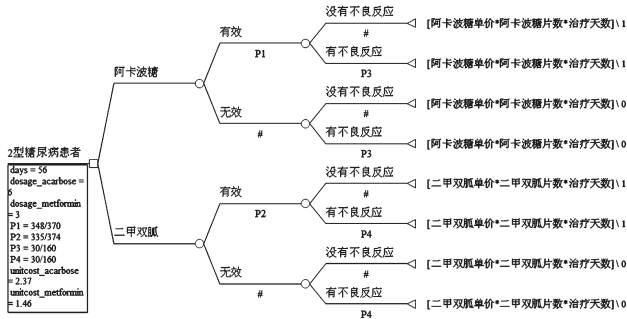 没有不良反应
#
[阿卡波糖单价*阿卡波糖片数*治疗天数] \ 1
有效
P1
有不良反应
P3
[阿卡波糖单价*阿卡波糖片数*治疗天数] \ 1
阿卡波糖
没有不良反应
#
[阿卡波糖单价*阿卡波糖片数*治疗天数] \ 0
无效
#
有不良反应
P3
[阿卡波糖单价*阿卡波糖片数*治疗天数] \ 0
2型糖尿病患者
days = 56
dosage_acarbose =
6
dosage_metformin
= 3
P1 = 348/370
P2 = 335/374
P3 = 30/160
P4 = 30/160
unitcost_acarbose
= 2.37
unitcost_metformin
= 1.46
没有不良反应
#
[二甲双胍单价*二甲双胍片数*治疗天数] \ 1
有效
P2
有不良反应
P4
[二甲双胍单价*二甲双胍片数*治疗天数] \ 1
二甲双胍
没有不良反应
#
[二甲双胍单价*二甲双胍片数*治疗天数] \ 0
无效
#
有不良反应
P4
[二甲双胍单价*二甲双胍片数*治疗天数] \ 0